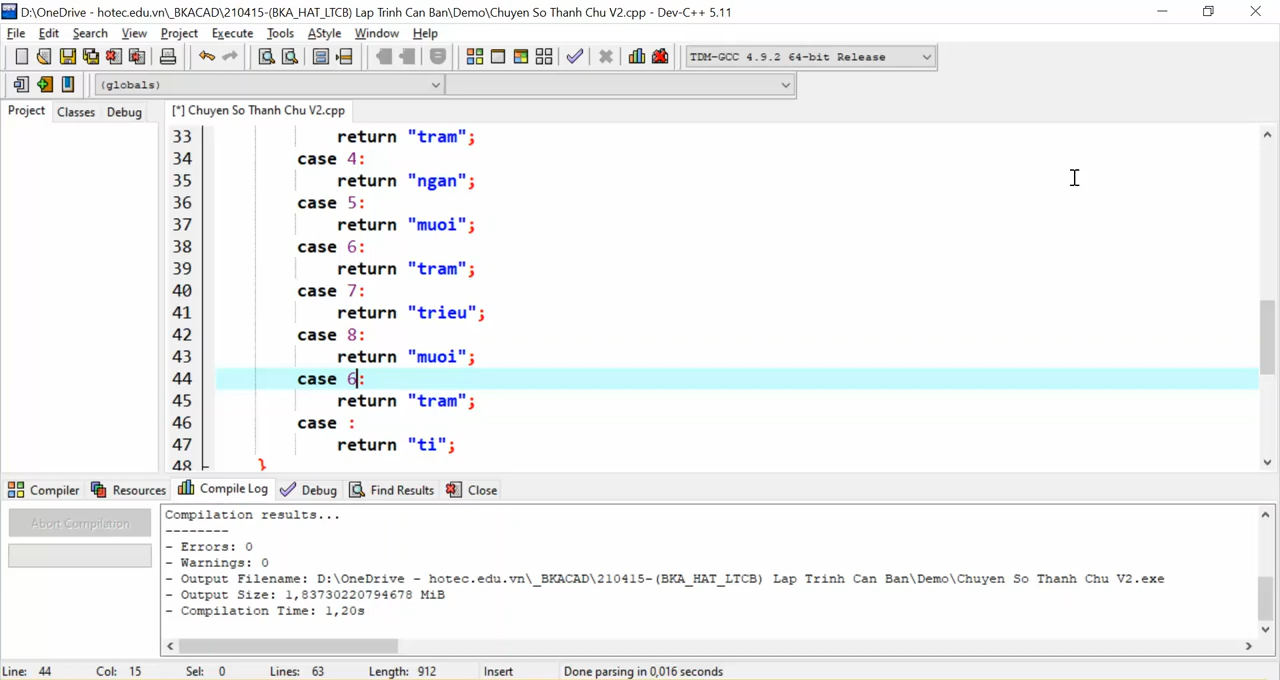 D:\OneDrive - hotec.edu.vn\_BKACAD\210415-(BKA_HAT_LTCB) Lap Trinh Can Ban\Demo\Chuyen So Thanh Chu V2.cpp - Dev-C++ 5.11
File Edit Search View Project Execute Tools AStyle Window Help
TDM-GCC 4.9.2 64-bit Release
(globals)
Project Classes Debug [*] Chuyen So Thanh Chu V2.cpp
33 return "tram";
34 case 4:
35 return "ngan";
36 case 5:
37 return "muoi";
38 case 6:
39 return "tram";
40 case 7:
41 return "trieu";
42 case 8:
43 return "muoi";
44 case 6:
45 return "tram";
46 case :
47 return "ti";
48 }
Compiler Resources Compile Log Debug Find Results Close
Abort Compilation
Compilation results...
--------
- Errors: 0
- Warnings: 0
- Output Filename: D:\OneDrive - hotec.edu.vn\_BKACAD\210415-(BKA_HAT_LTCB) Lap Trinh Can Ban\Demo\Chuyen So Thanh Chu V2.exe
- Output Size: 1,83730220794678 MiB
- Compilation Time: 1,20s
Line: 44 Col: 15 Sel: 0 Lines: 63 Length: 912 Insert Done parsing in 0,016 seconds